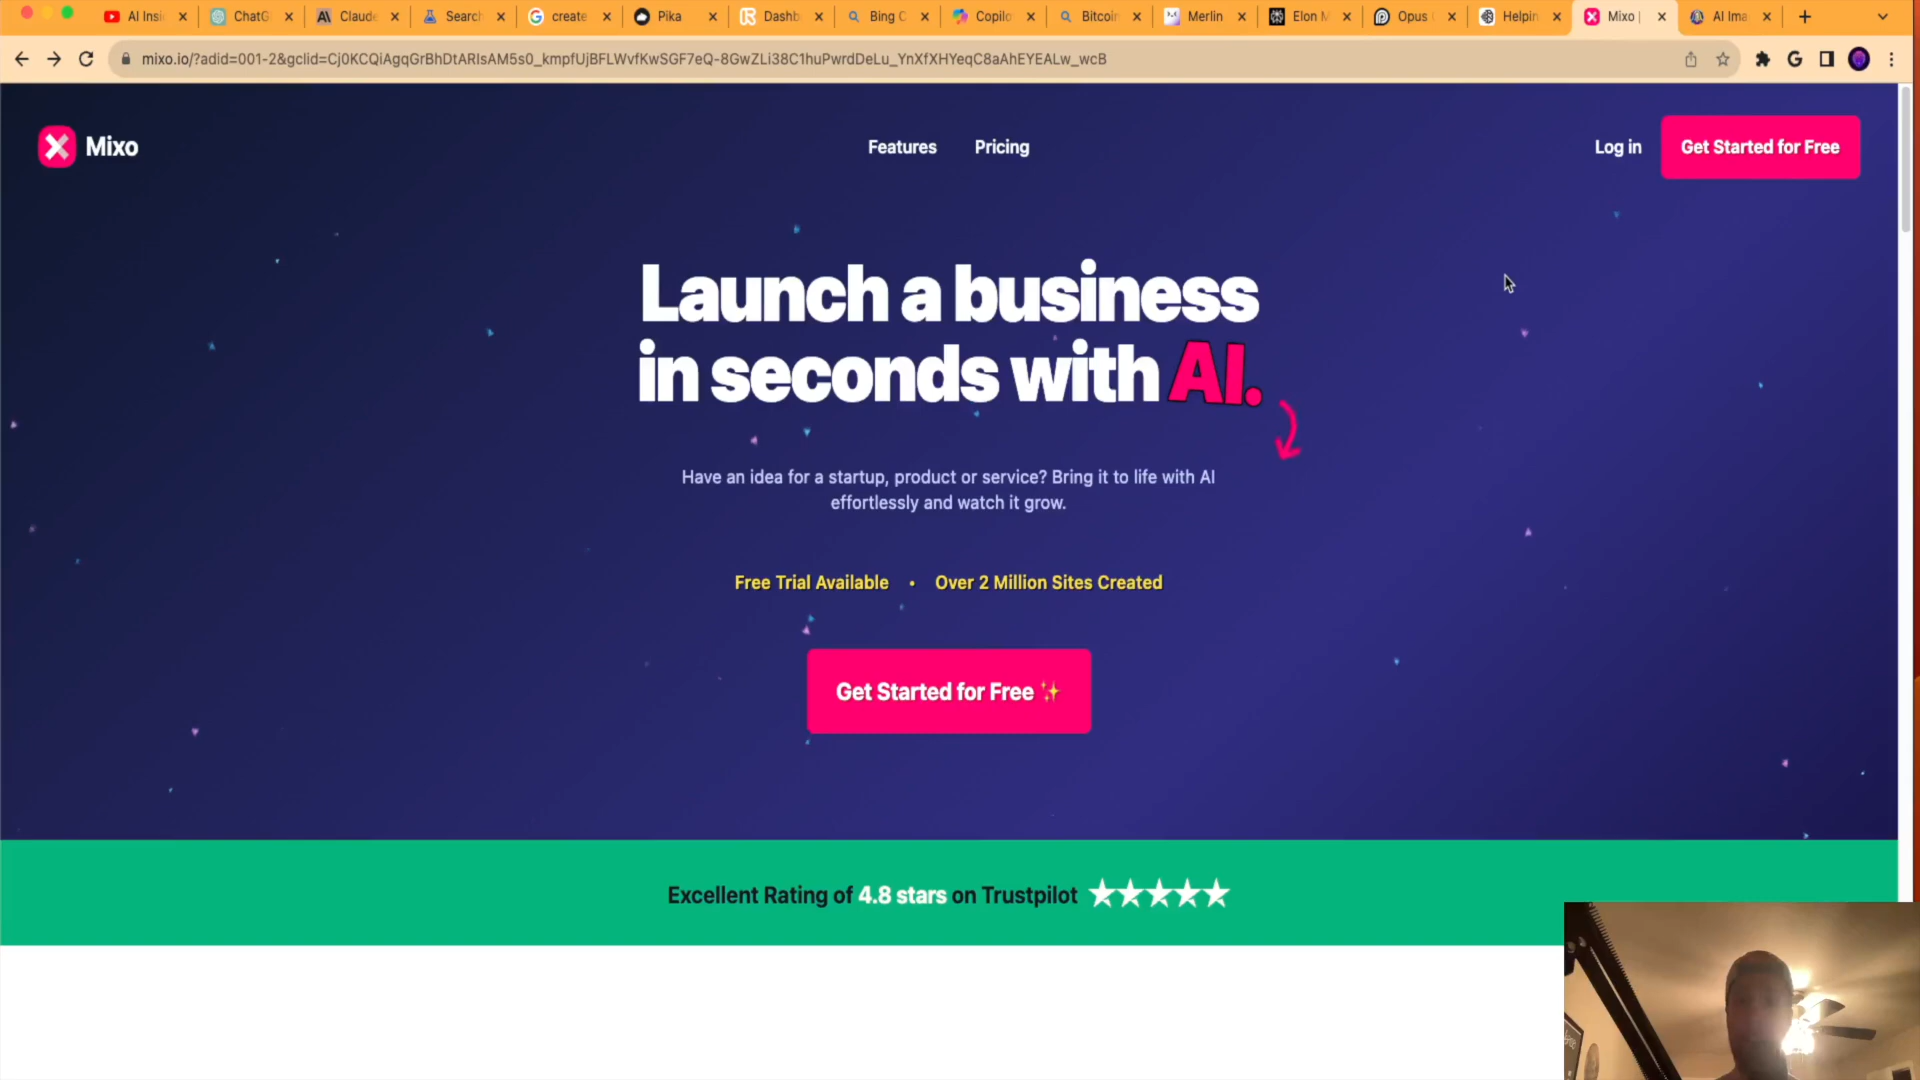 AI Insi
ChatG
Claude
Search
create
Pika
Dashb
Bing C
Copilo
Bitcoin
Merlin
Elon M
Opus
Helpin
Mixo |
AI Ima
mixo.io/?adid=001-2&gclid=Cj0KCQiAgqGrBhDtARIsAM5s0_kmpfUjBFLWvfKwSGF7eQ-8GwZLi38C1huPwrdDeLu_YnXfXHYeqC8aAhEYEALw_wcB
Mixo
Features
Pricing
Log in
Get Started for Free
Launch a business
in seconds with AI.
Have an idea for a startup, product or service? Bring it to life with AI
effortlessly and watch it grow.
Free Trial Available • Over 2 Million Sites Created
Get Started for Free ✨
Excellent Rating of 4.8 stars on Trustpilot